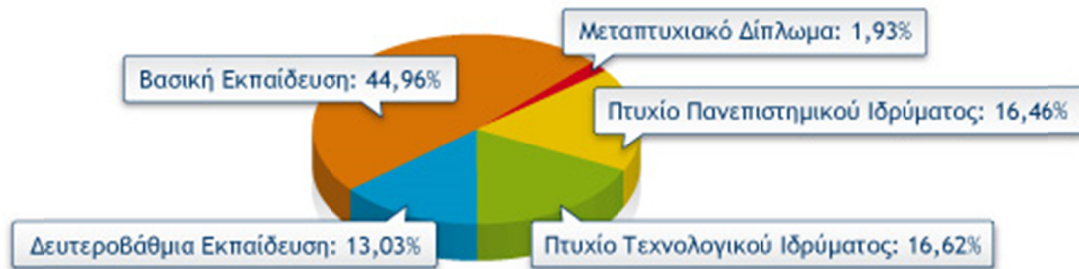 Μεταπτυχιακό Δίπλωμα: 1,93%
Βασική Εκπαίδευση: 44,96%
Πτυχίο Πανεπιστημικού Ιδρύματος: 16,46%
Δευτεροβάθμια Εκπαίδευση: 13,03%
Πτυχίο Τεχνολογικού Ιδρύματος: 16,62%